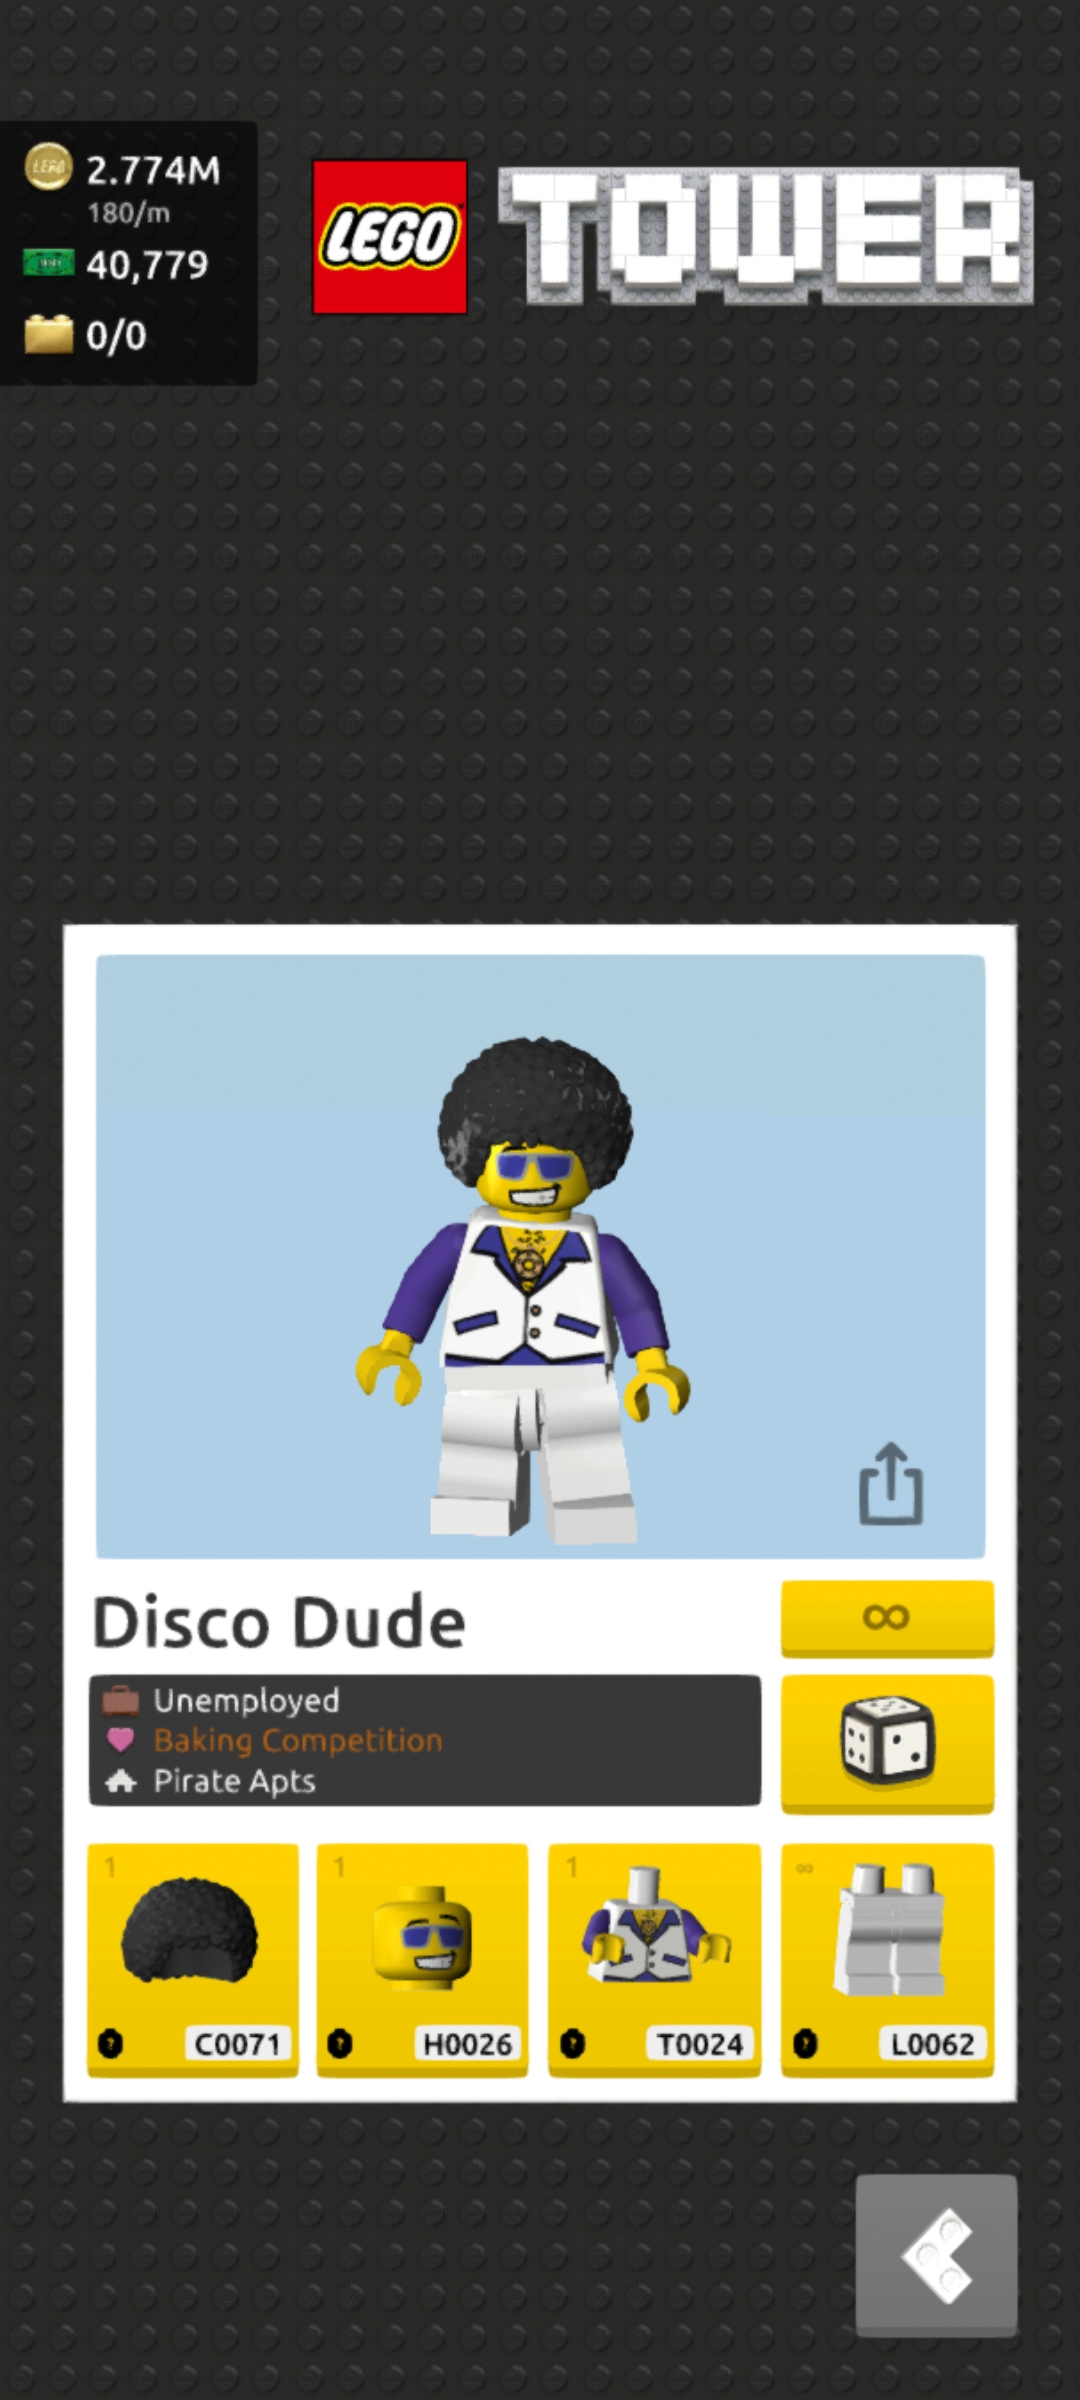 2.774M
180/m
40,779
0/0
LEGO
TOWER
Disco Dude
∞
Unemployed
Baking Competition
Pirate Apts
1
1
1
∞
C0071
H0026
T0024
L0062